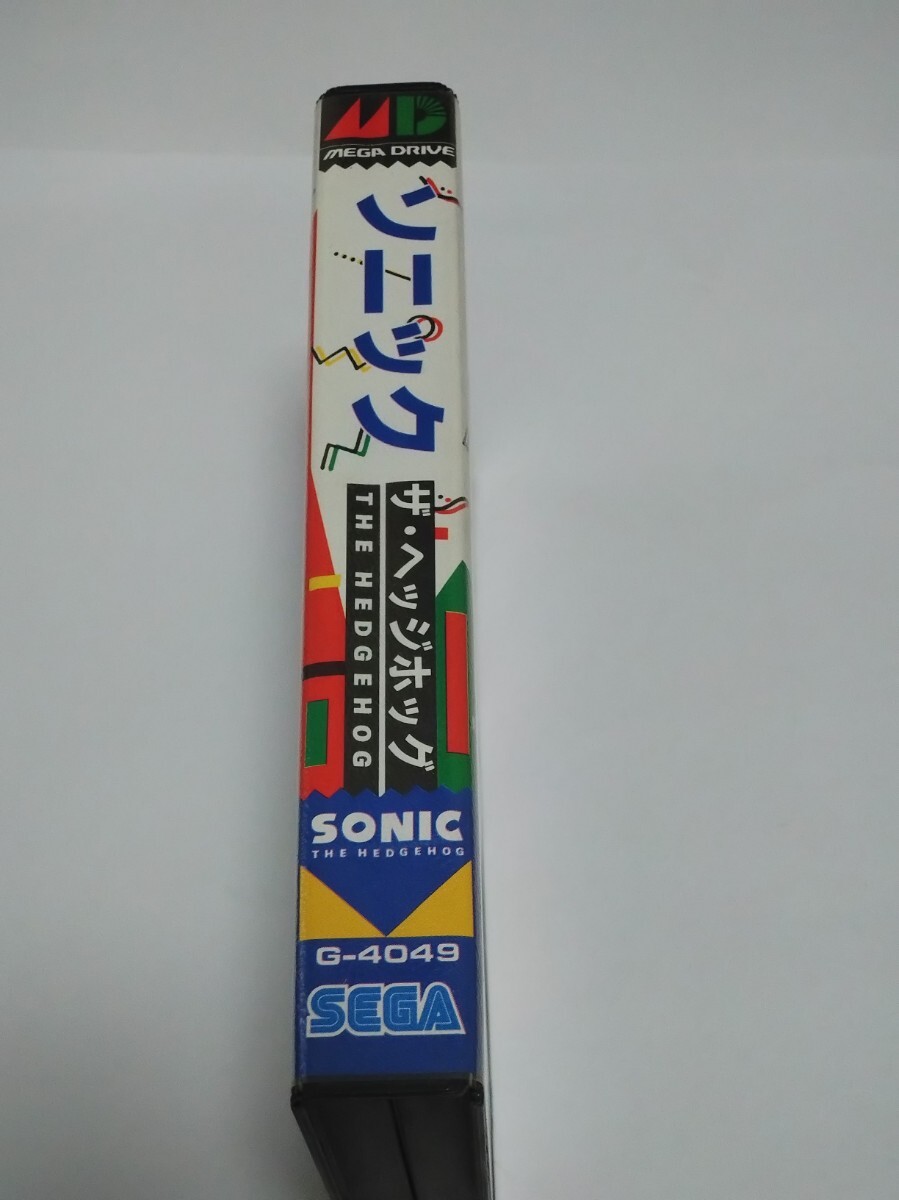 MD
MEGA DRIVE
ソニック
ザ・ヘッジホッグ
THE HEDGEHOG
SONIC
THE HEDGEHOG
G-4049
SEGA